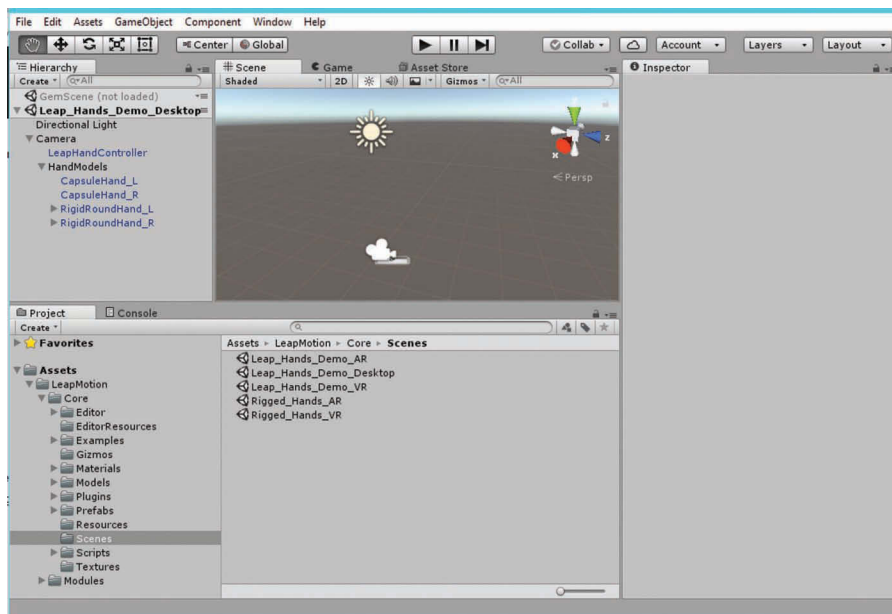 File Edit Assets GameObject Component Window Help
Center Global Collab Account Layers Layout
Hierarchy
Create All
GemScene (not loaded)
Leap_Hands_Demo_Desktop
Directional Light
Camera
LeapHandController
HandModels
CapsuleHand_L
CapsuleHand_R
RigidRoundHand_L
RigidRoundHand_R
Scene Game Asset Store
Shaded 2D Gizmos All
z
x
Persp
Inspector
Project Console
Create
Favorites
Assets
LeapMotion
Core
Editor
EditorResources
Examples
Gizmos
Materials
Models
Plugins
Prefabs
Resources
Scenes
Scripts
Textures
Modules
Assets LeapMotion Core Scenes
Leap_Hands_Demo_AR
Leap_Hands_Demo_Desktop
Leap_Hands_Demo_VR
Rigged_Hands_AR
Rigged_Hands_VR